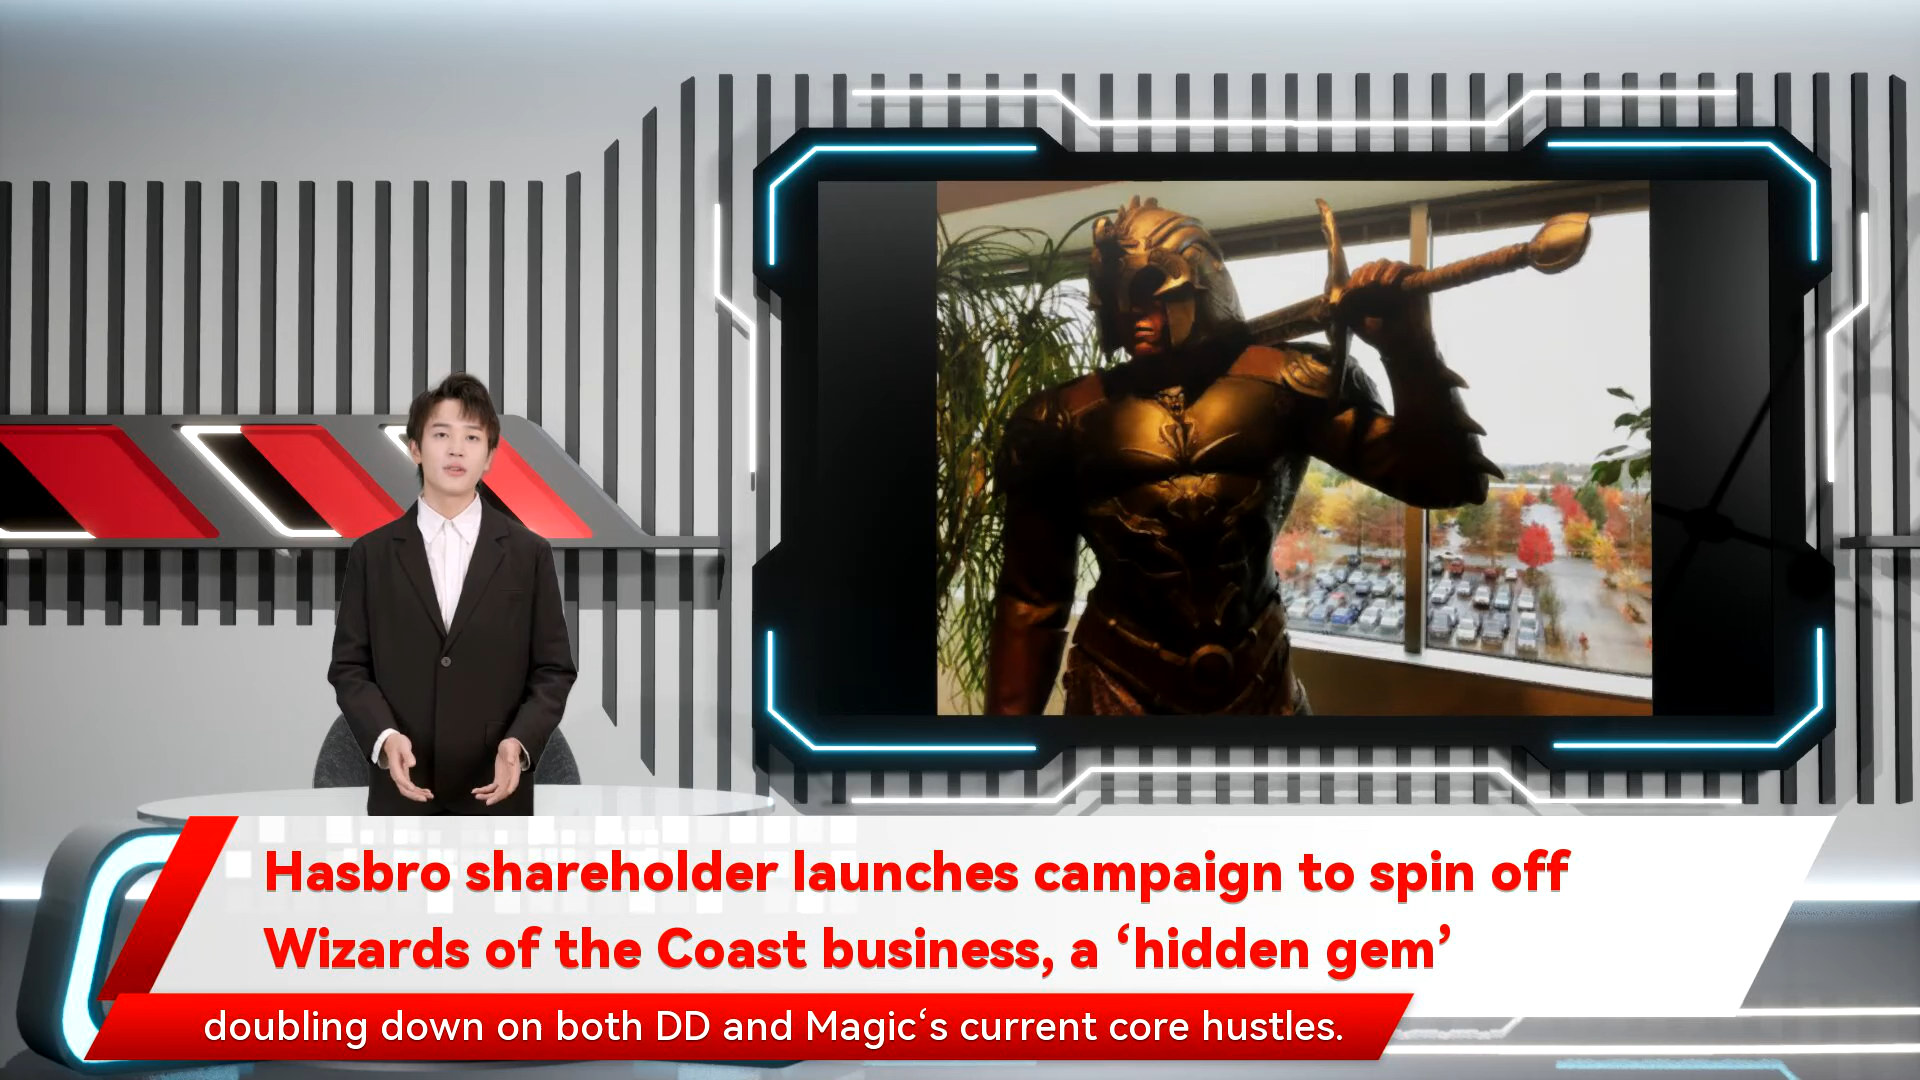 Hasbro shareholder launches campaign to spin off
Wizards of the Coast business, a ‘hidden gem’
doubling down on both DD and Magic‘s current core hustles.